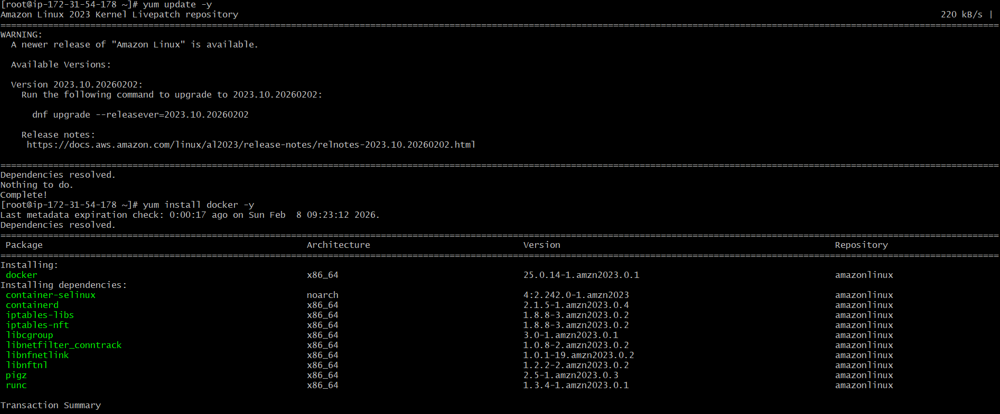 [root@ip-172-31-54-178 ~]# yum update -y
Amazon Linux 2023 Kernel Livepatch repository 220 kB/s |
================================================================================
WARNING:
A newer release of "Amazon Linux" is available.
Available Versions:
Version 2023.10.20260202:
Run the following command to upgrade to 2023.10.20260202:
dnf upgrade --releasever=2023.10.20260202
Release notes:
https://docs.aws.amazon.com/linux/al2023/release-notes/relnotes-2023.10.20260202.html
================================================================================
Dependencies resolved.
Nothing to do.
Complete!
[root@ip-172-31-54-178 ~]# yum install docker -y
Last metadata expiration check: 0:00:17 ago on Sun Feb  8 09:23:12 2026.
Dependencies resolved.
================================================================================
Package Architecture Version Repository
================================================================================
Installing:
docker x86_64 25.0.14-1.amzn2023.0.1 amazonlinux
Installing dependencies:
container-selinux noarch 4:2.242.0-1.amzn2023 amazonlinux
containerd x86_64 2.1.5-1.amzn2023.0.4 amazonlinux
iptables-libs x86_64 1.8.8-3.amzn2023.0.2 amazonlinux
iptables-nft x86_64 1.8.8-3.amzn2023.0.2 amazonlinux
libcgroup x86_64 3.0-1.amzn2023.0.1 amazonlinux
libnetfilter_conntrack x86_64 1.0.8-2.amzn2023.0.2 amazonlinux
libnfnetlink x86_64 1.0.1-19.amzn2023.0.2 amazonlinux
libnftnl x86_64 1.2.2-2.amzn2023.0.2 amazonlinux
pigz x86_64 2.5-1.amzn2023.0.3 amazonlinux
runc x86_64 1.3.4-1.amzn2023.0.1 amazonlinux
Transaction Summary